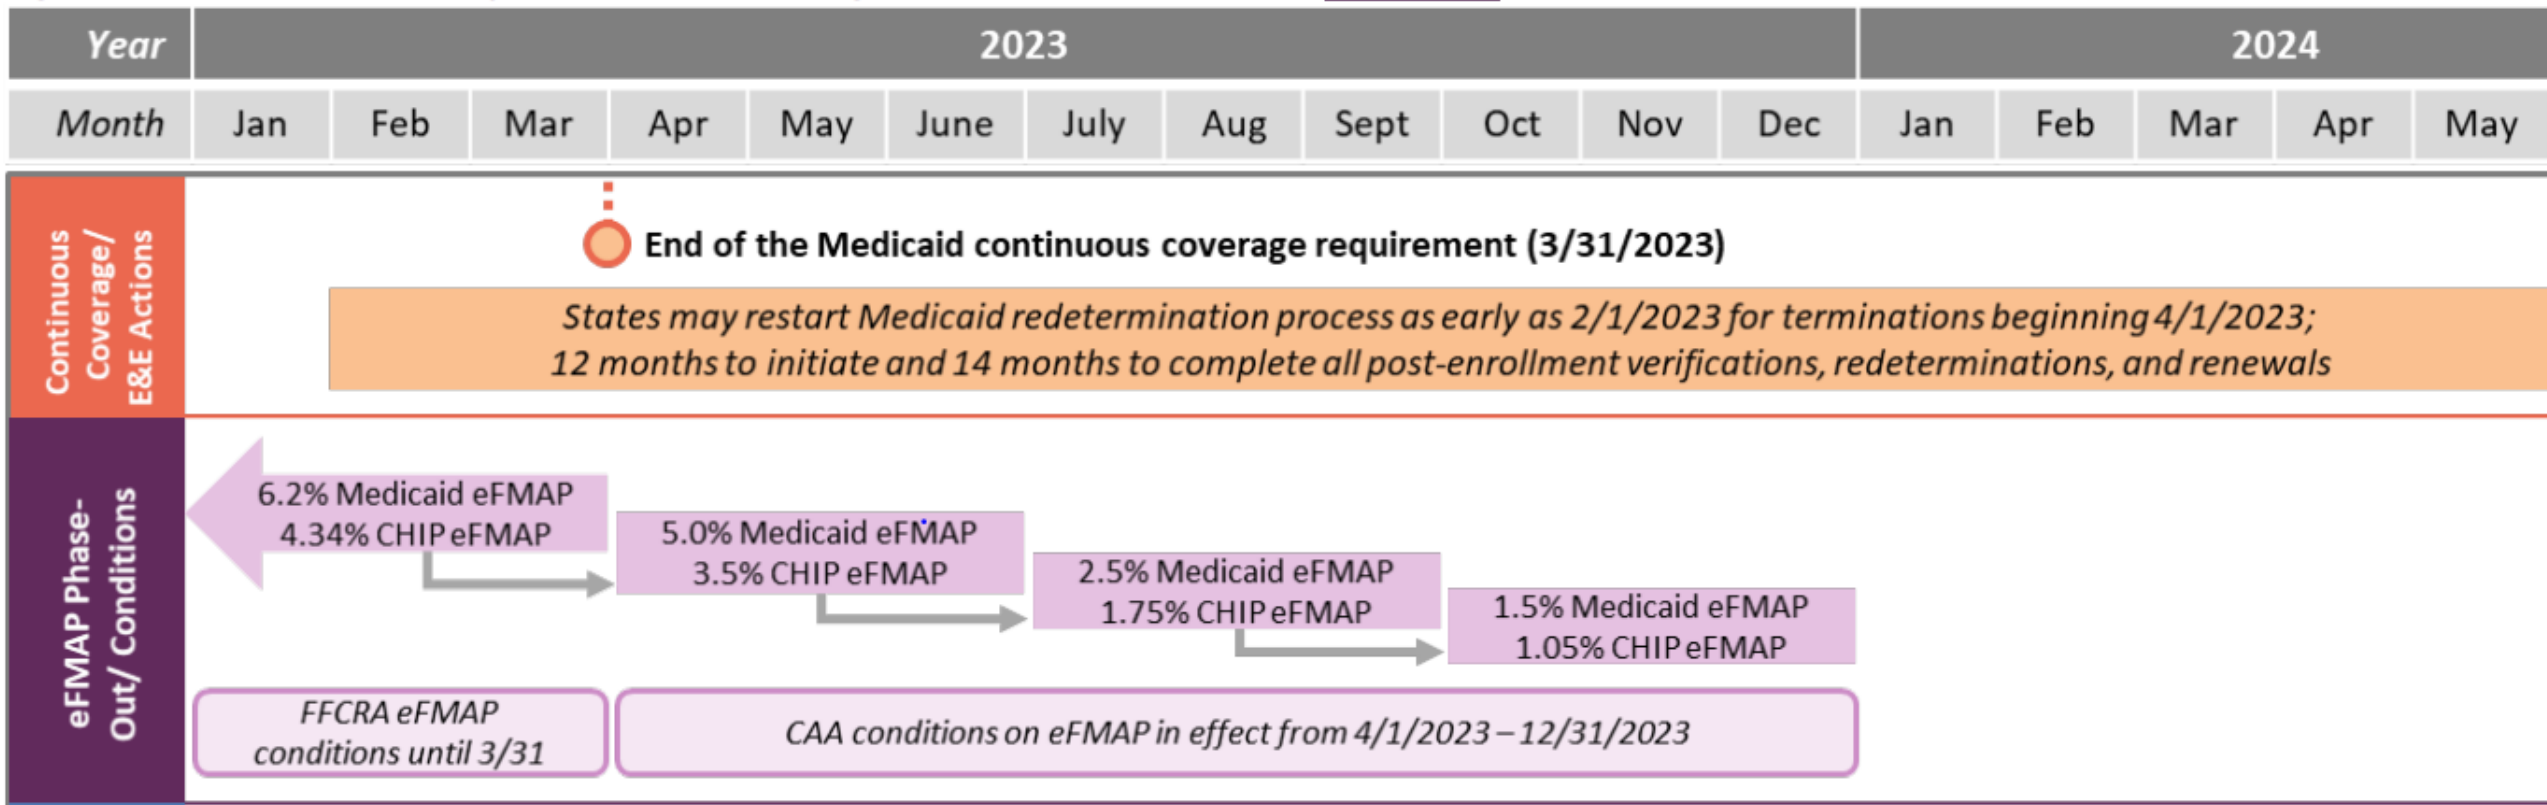 Year 2023 2024
Month Jan Feb Mar Apr May June July Aug Sept Oct Nov Dec Jan Feb Mar Apr May
Continuous
Coverage/
E&E Actions
End of the Medicaid continuous coverage requirement (3/31/2023)
States may restart Medicaid redetermination process as early as 2/1/2023 for terminations beginning 4/1/2023;
12 months to initiate and 14 months to complete all post-enrollment verifications, redeterminations, and renewals
eFMAP Phase-
Out/ Conditions
6.2% Medicaid eFMAP
4.34% CHIP eFMAP
5.0% Medicaid eFMAP
3.5% CHIP eFMAP
2.5% Medicaid eFMAP
1.75% CHIP eFMAP
1.5% Medicaid eFMAP
1.05% CHIP eFMAP
FFCRA eFMAP
conditions until 3/31
CAA conditions on eFMAP in effect from 4/1/2023 – 12/31/2023